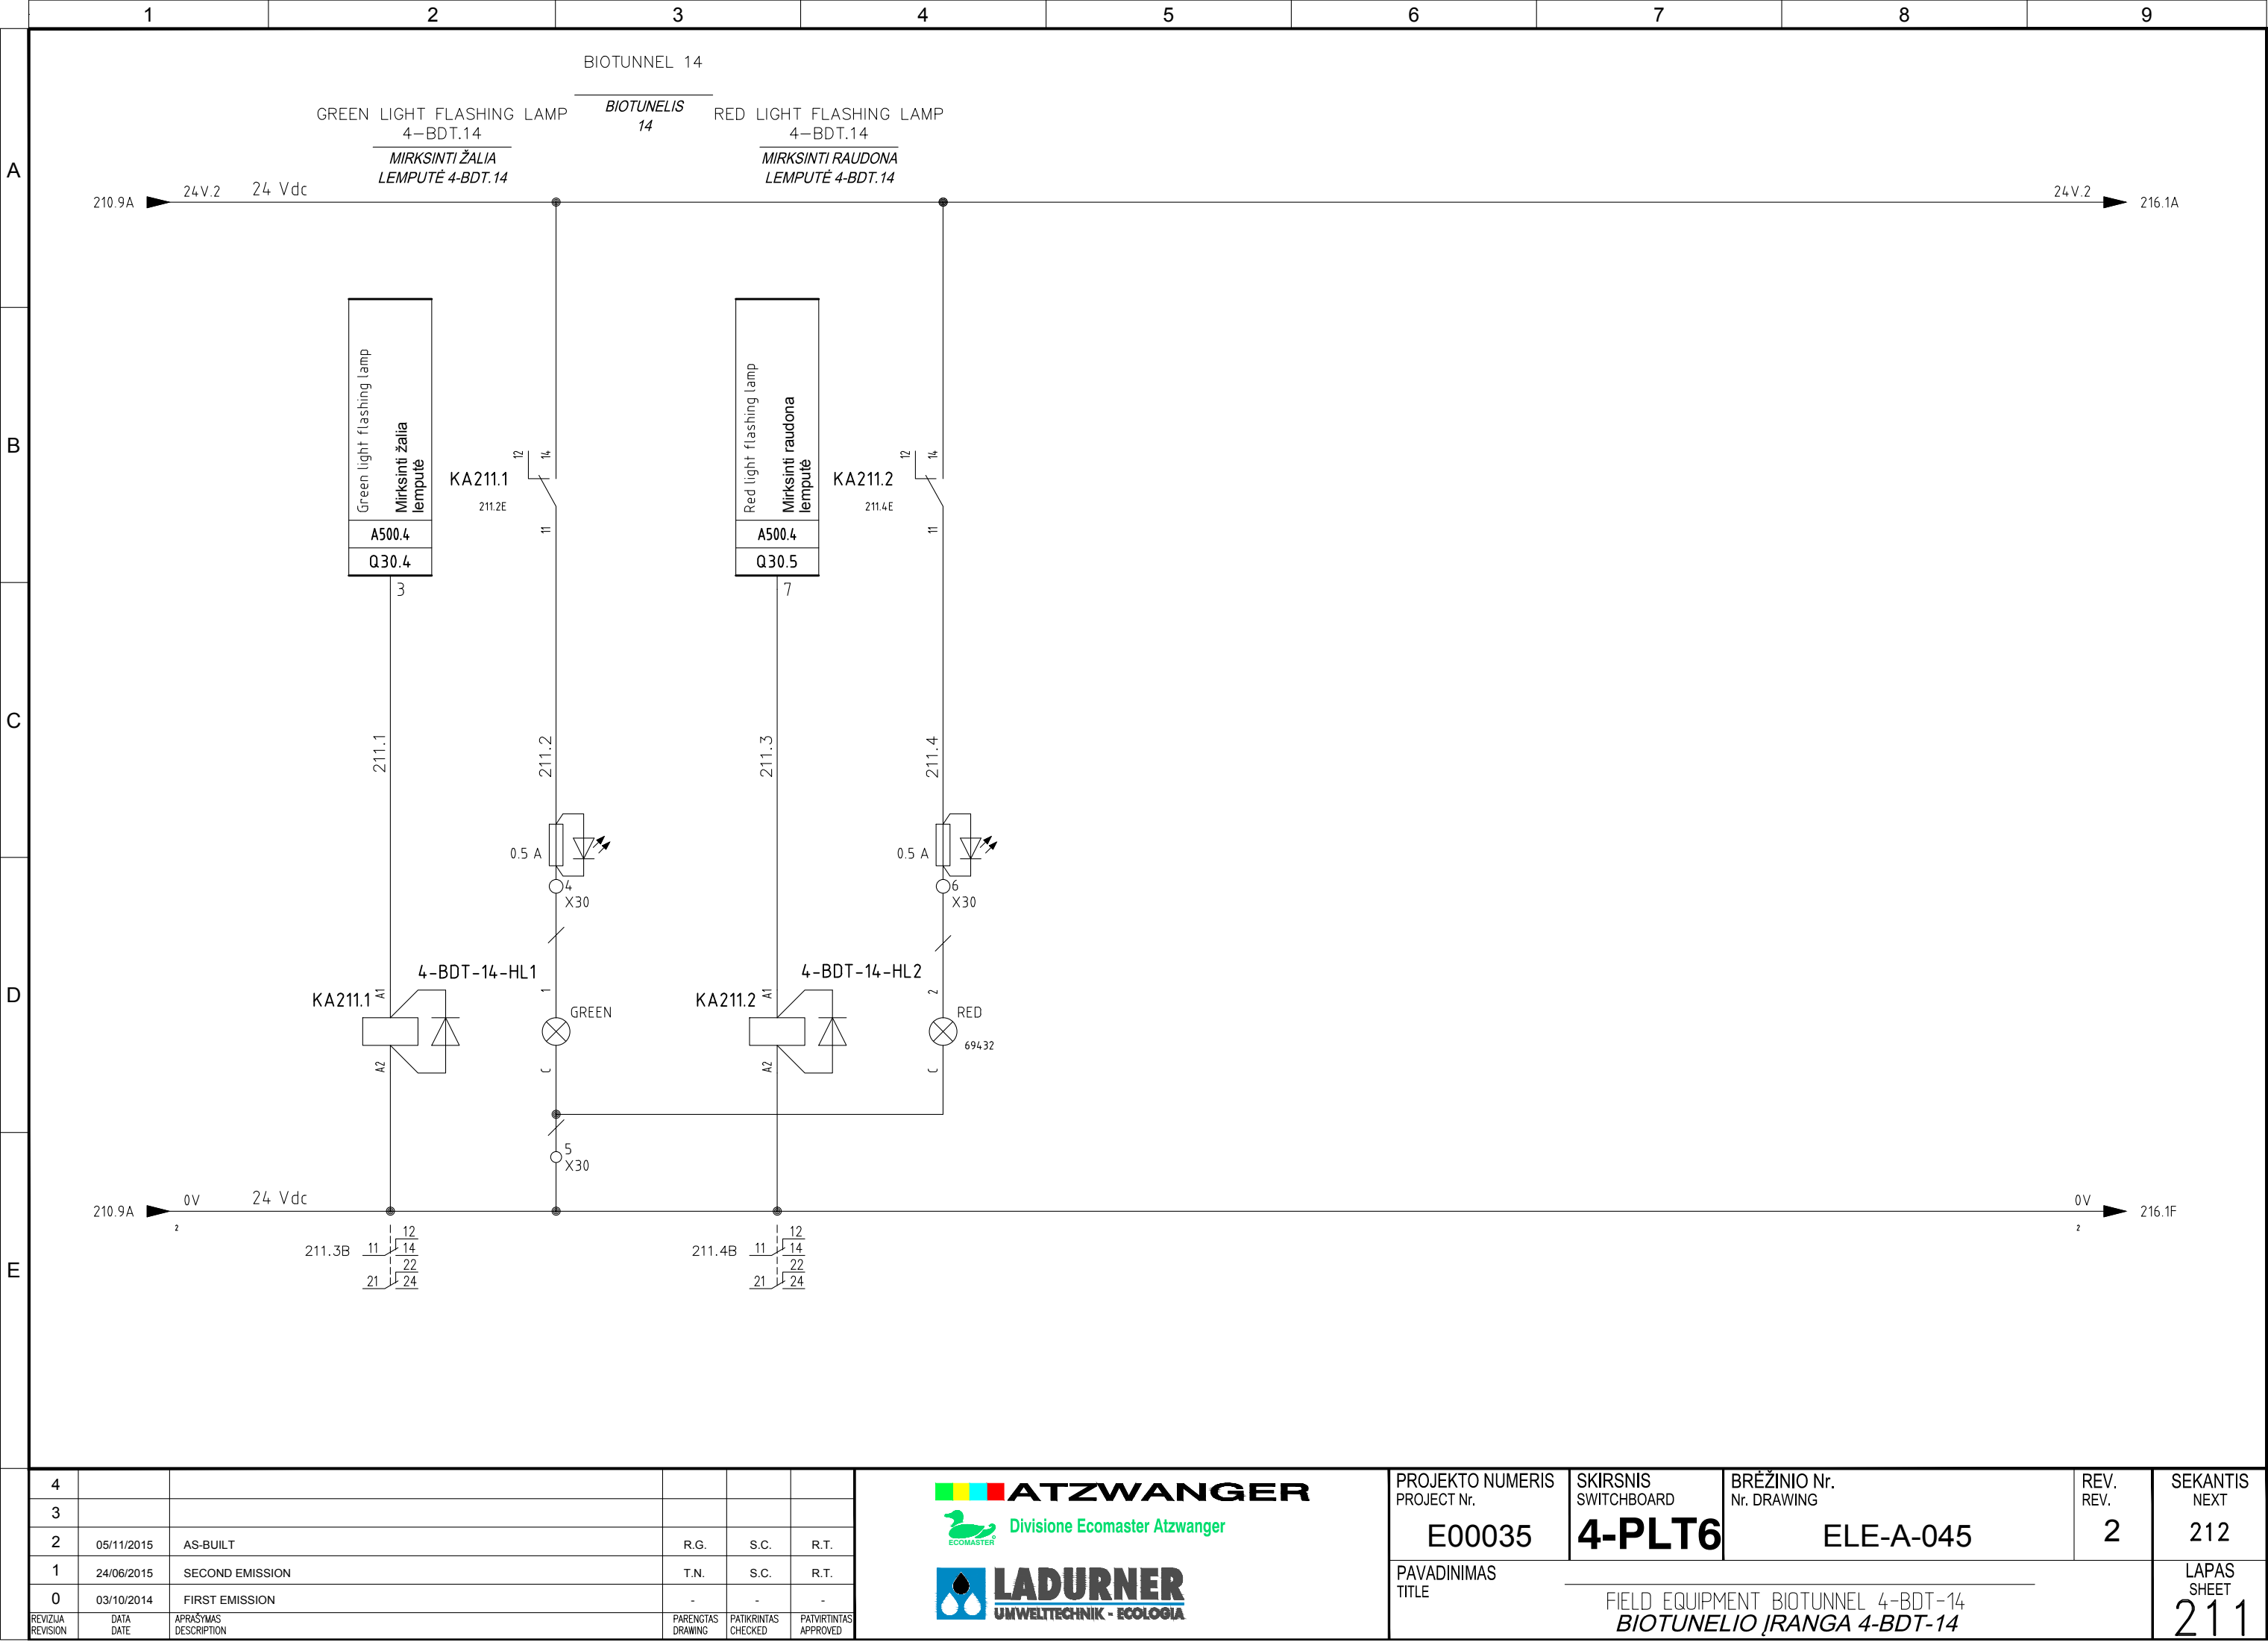 1 2 3 4 5 6 7 8 9
BIOTUNNEL 14
BIOTUNELIS
14
GREEN LIGHT FLASHING LAMP
4-BDT.14
MIRKSINTI ŽALIA
LEMPUTĖ 4-BDT.14
RED LIGHT FLASHING LAMP
4-BDT.14
MIRKSINTI RAUDONA
LEMPUTĖ 4-BDT.14
A
210.9A 24V.2 24 Vdc 24V.2 216.1A
B
Green light flashing lamp
Mirksinti žalia
lemputė
A500.4
Q30.4
3
KA211.1
211.2E
12 14
11
Red light flashing lamp
Mirksinti raudona
lemputė
A500.4
Q30.5
7
KA211.2
211.4E
12 14
11
C
211.1
211.2
211.3
211.4
0.5 A
4
X30
0.5 A
6
X30
D
4-BDT-14-HL1
KA211.1
A1
A2
1
GREEN
C
4-BDT-14-HL2
KA211.2
A1
A2
2
RED
69432
C
5
X30
210.9A 0V 24 Vdc 0V 216.1F
2 2
E
211.3B 11 12
14
22
21 24
211.4B 11 12
14
22
21 24
4
3
2 05/11/2015 AS-BUILT R.G. S.C. R.T.
1 24/06/2015 SECOND EMISSION T.N. S.C. R.T.
0 03/10/2014 FIRST EMISSION - - -
REVIZIJA DATA APRAŠYMAS PARENGTAS PATIKRINTAS PATVIRTINTAS
REVISION DATE DESCRIPTION DRAWING CHECKED APPROVED
ATZWANGER
ECOMASTER
Divisione Ecomaster Atzwanger
LADURNER
UMWELTTECHNIK - ECOLOGIA
PROJEKTO NUMERIS
PROJECT Nr.
E00035
SKIRSNIS
SWITCHBOARD
4-PLT6
BRĖŽINIO Nr.
Nr. DRAWING
ELE-A-045
REV.
REV.
2
SEKANTIS
NEXT
212
PAVADINIMAS
TITLE
FIELD EQUIPMENT BIOTUNNEL 4-BDT-14
BIOTUNELIO ĮRANGA 4-BDT-14
LAPAS
SHEET
211